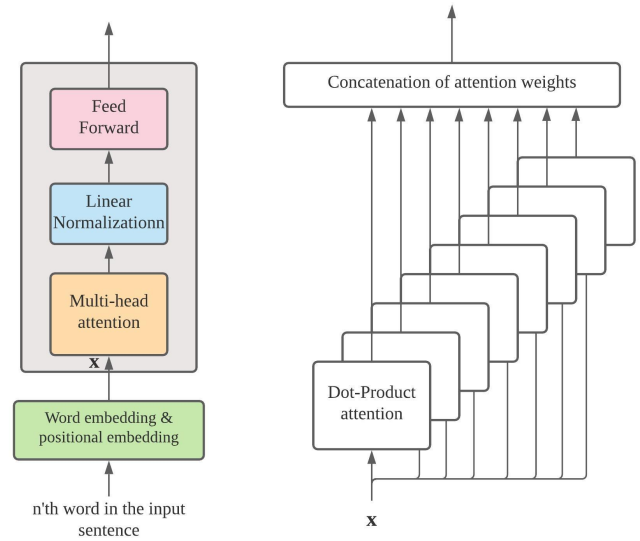 Feed
Forward
Linear
Normalizationn
Multi-head
attention
x
Word embedding &
positional embedding
n'th word in the input
sentence
Concatenation of attention weights
Dot-Product
attention
x